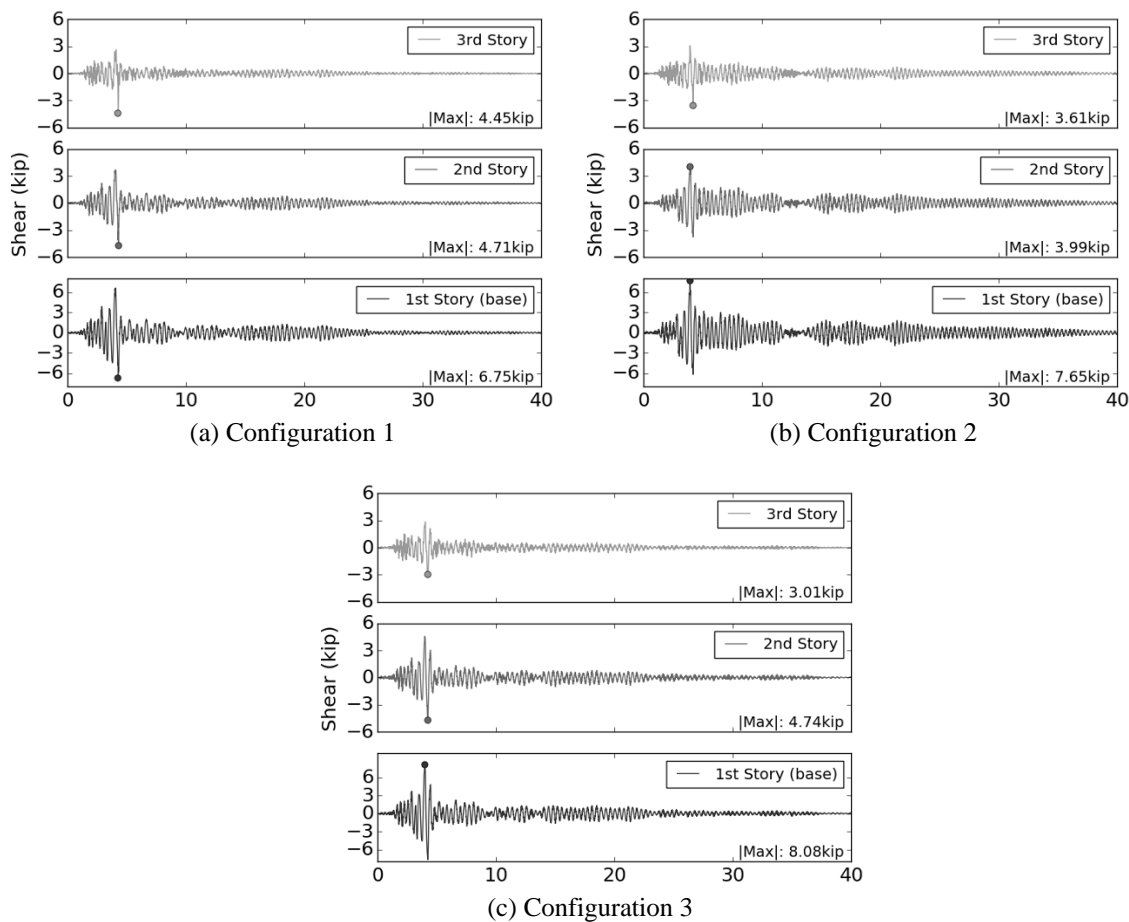 6
3
0
−3
−6
3rd Story
|Max|: 4.45kip
6
3
0
−3
−6
2nd Story
|Max|: 4.71kip
Shear (kip)
6
3
0
−3
−6
1st Story (base)
|Max|: 6.75kip
0 10 20 30 40
(a) Configuration 1
6
3
0
−3
−6
3rd Story
|Max|: 3.61kip
6
3
0
−3
−6
2nd Story
|Max|: 3.99kip
Shear (kip)
6
3
0
−3
−6
1st Story (base)
|Max|: 7.65kip
0 10 20 30 40
(b) Configuration 2
6
3
0
−3
−6
3rd Story
|Max|: 3.01kip
6
3
0
−3
−6
2nd Story
|Max|: 4.74kip
Shear (kip)
6
3
0
−3
−6
1st Story (base)
|Max|: 8.08kip
0 10 20 30 40
(c) Configuration 3